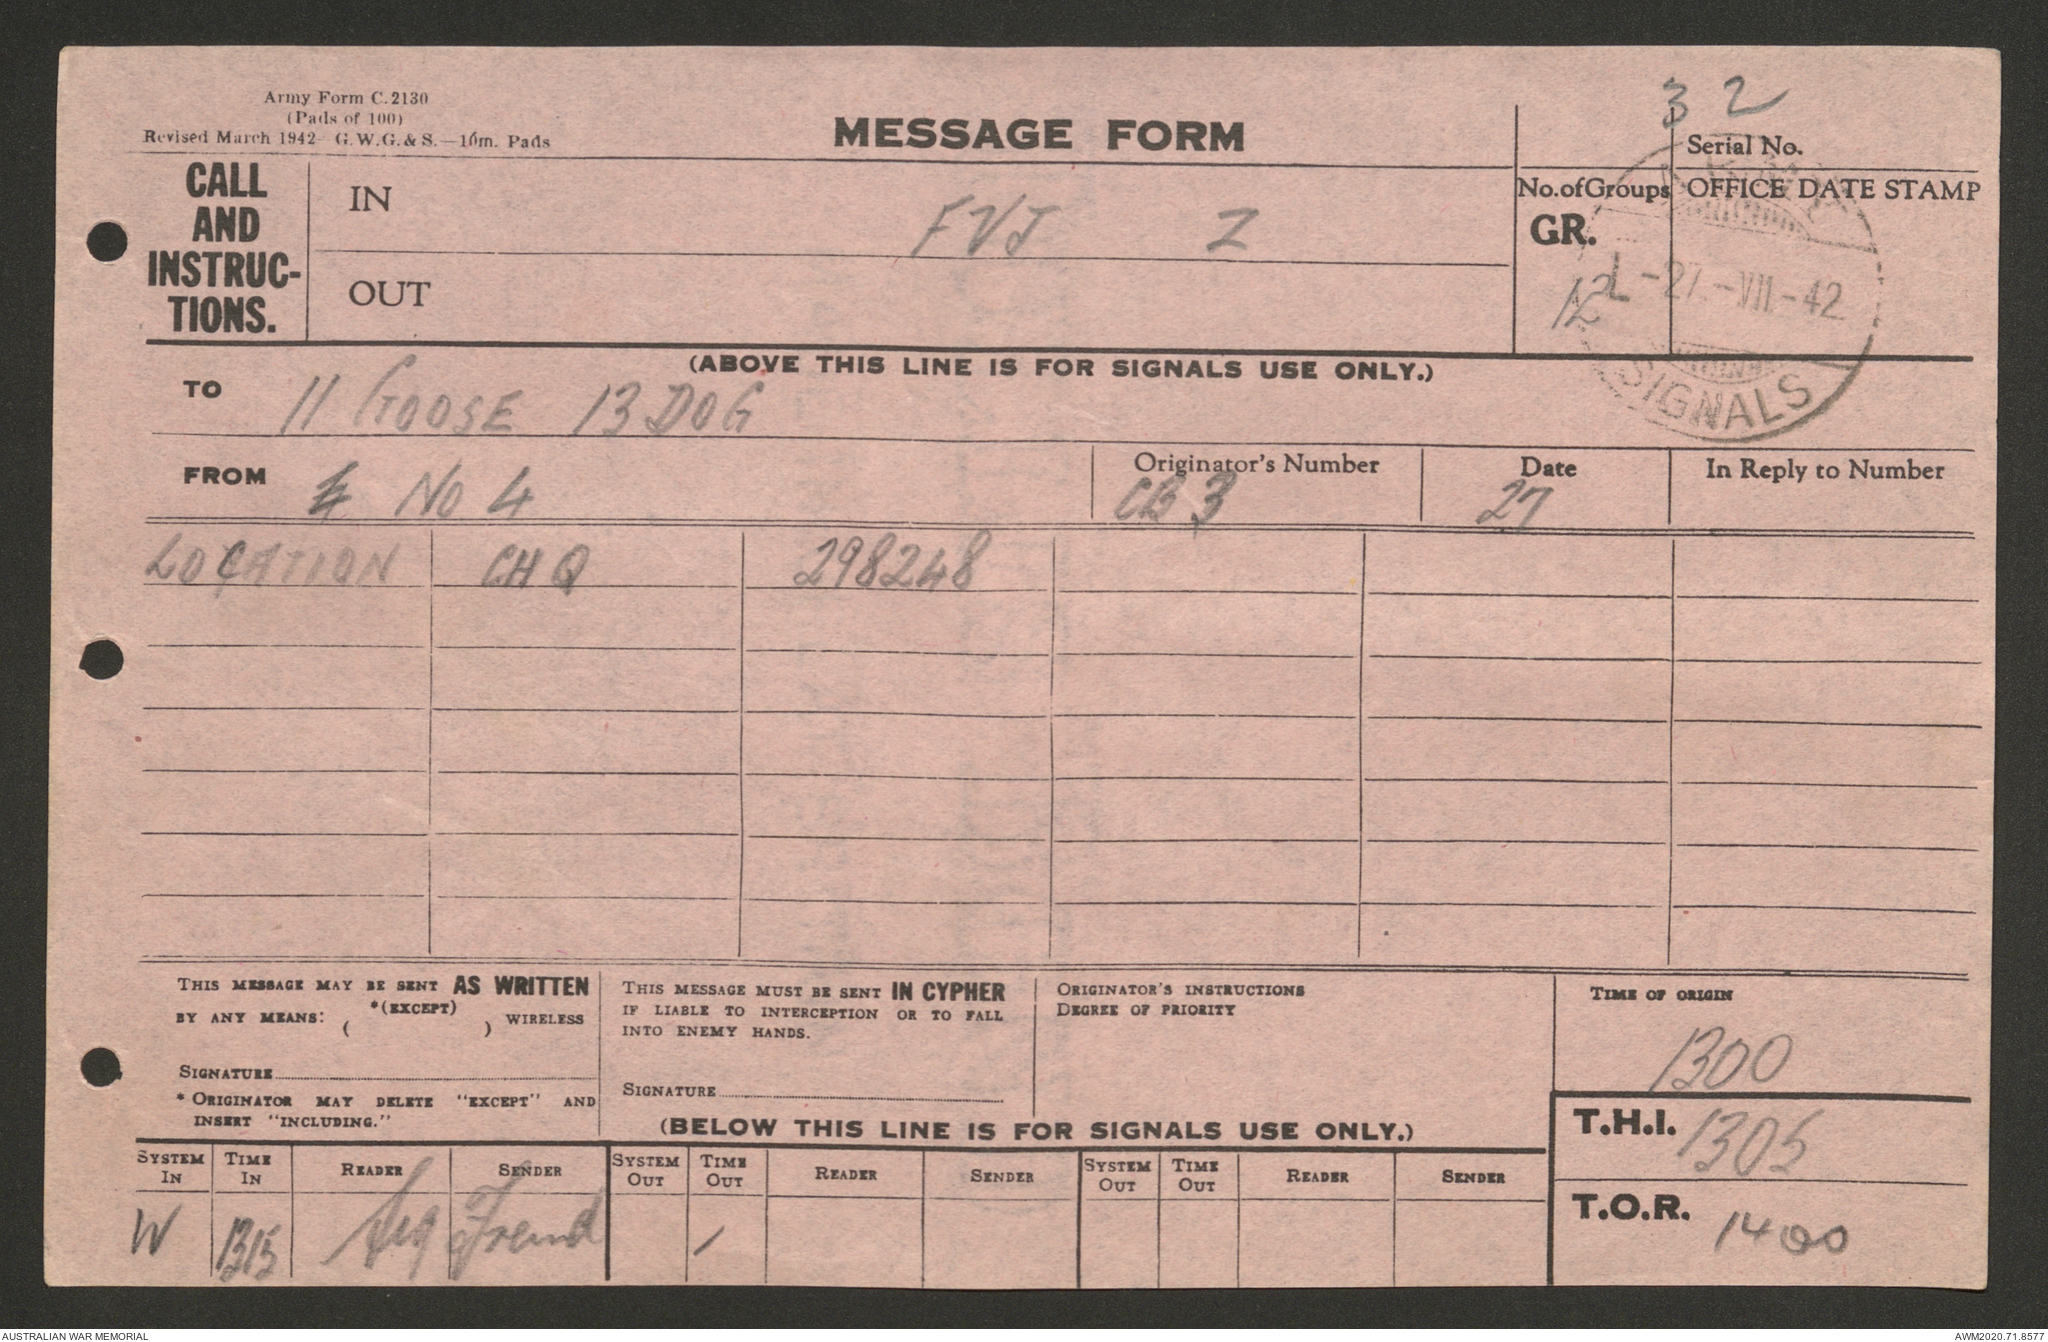 Army Form C.2130
(Pads of 100)
Revised March 1942- G.W.G.& S.—10m. Pads
MESSAGE FORM
32
Serial No.
CALL AND INSTRUC-TIONS.
IN
FVJ Z
OUT
No. of Groups
GR.
12
OFFICE DATE STAMP
L -27.-VII-42
SIGNALS
(ABOVE THIS LINE IS FOR SIGNALS USE ONLY.)
TO 11 GOOSE 13 DOG
FROM No 4
Originator's Number
CB 3
Date
27
In Reply to Number
LOCATION CHQ 298248
THIS MESSAGE MAY BE SENT AS WRITTEN
BY ANY MEANS: *(EXCEPT) ( ) WIRELESS
SIGNATURE
* ORIGINATOR MAY DELETE "EXCEPT" AND
INSERT "INCLUDING."
THIS MESSAGE MUST BE SENT IN CYPHER
IF LIABLE TO INTERCEPTION OR TO FALL
INTO ENEMY HANDS.
SIGNATURE
ORIGINATOR'S INSTRUCTIONS
DEGREE OF PRIORITY
TIME OF ORIGIN
1300
(BELOW THIS LINE IS FOR SIGNALS USE ONLY.)
T.H.I. 1305
T.O.R. 1400
SYSTEM IN TIME IN READER SENDER SYSTEM OUT TIME OUT READER SENDER SYSTEM OUT TIME OUT READER SENDER
W 1315 Sig /
AUSTRALIAN WAR MEMORIAL
AWM2020.71.8577